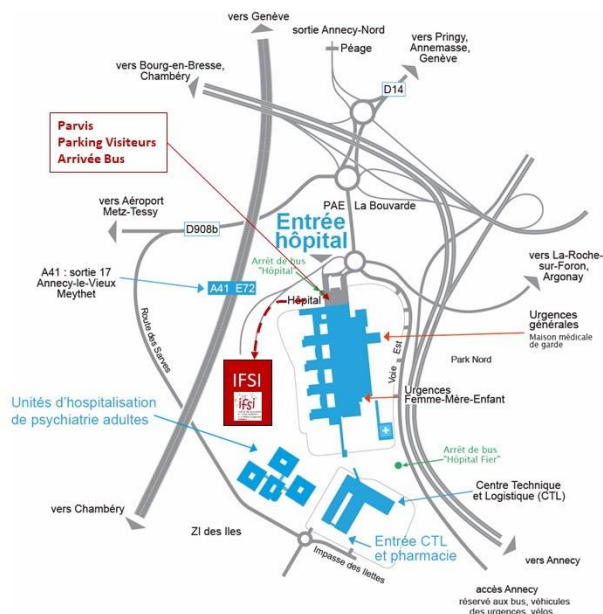 vers Genève
sortie Annecy-Nord
Péage
vers Pringy,
Annemasse,
Genève
vers Bourg-en-Bresse,
Chambéry
D14
Parvis
Parking Visiteurs
Arrivée Bus
PAE La Bouvarde
vers Aéroport
Metz-Tessy
D908b
Entrée
hôpital
Arrêt de bus
"Hôpital"
vers La-Roche-
sur-Foron,
Argonay
A41 : sortie 17
Annecy-le-Vieux
Meythet
A41 E72
Hôpital
Urgences
générales
Maison médicale
de garde
Route des Sarves
Voie Est
Park Nord
IFSI
ifsi
Urgences
Femme-Mère-Enfant
Unités d'hospitalisation
de psychiatrie adultes
Arrêt de bus
"Hôpital Fier"
Centre Technique
et Logistique (CTL)
vers Chambéry
ZI des Iles
Entrée CTL
et pharmacie
Impasse des Ilettes
vers Annecy
accès Annecy
réservé aux bus, véhicules
des urgences, vélos